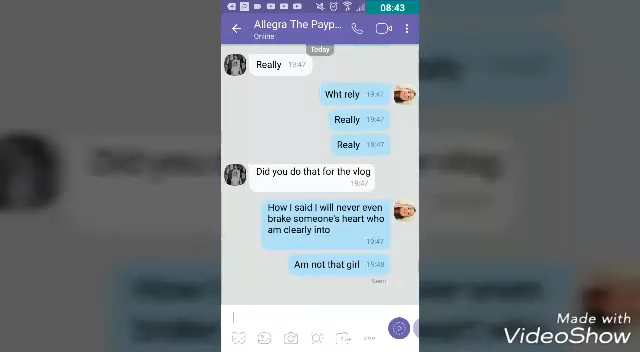 08:43
Allegra The Payp...
Online
Today
Really 19:47
Wht rely 19:47
Really 19:47
Realy 19:47
Did you do that for the vlog
19:47
How I said I will never even
brake someone's heart who
am clearly into
19:47
Am not that girl 19:48
Seen
Made with
VideoShow